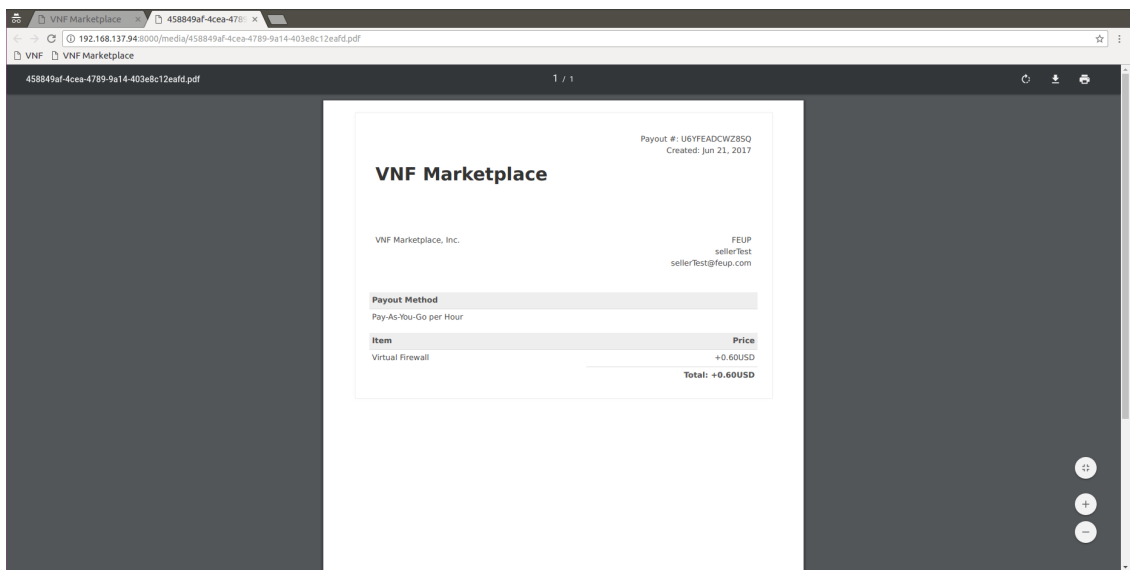 VNF Marketplace
458849af-4cea-478
192.168.137.94:8000/media/458849af-4cea-4789-9a14-403e8c12eafd.pdf
VNF VNF Marketplace
458849af-4cea-4789-9a14-403e8c12eafd.pdf 1 / 1
Payout #: U6YFEADCWZ8SQ
Created: Jun 21, 2017
VNF Marketplace
VNF Marketplace, Inc. FEUP
sellerTest
sellerTest@feup.com
Payout Method
Pay-As-You-Go per Hour
Item Price
Virtual Firewall +0.60USD
Total: +0.60USD